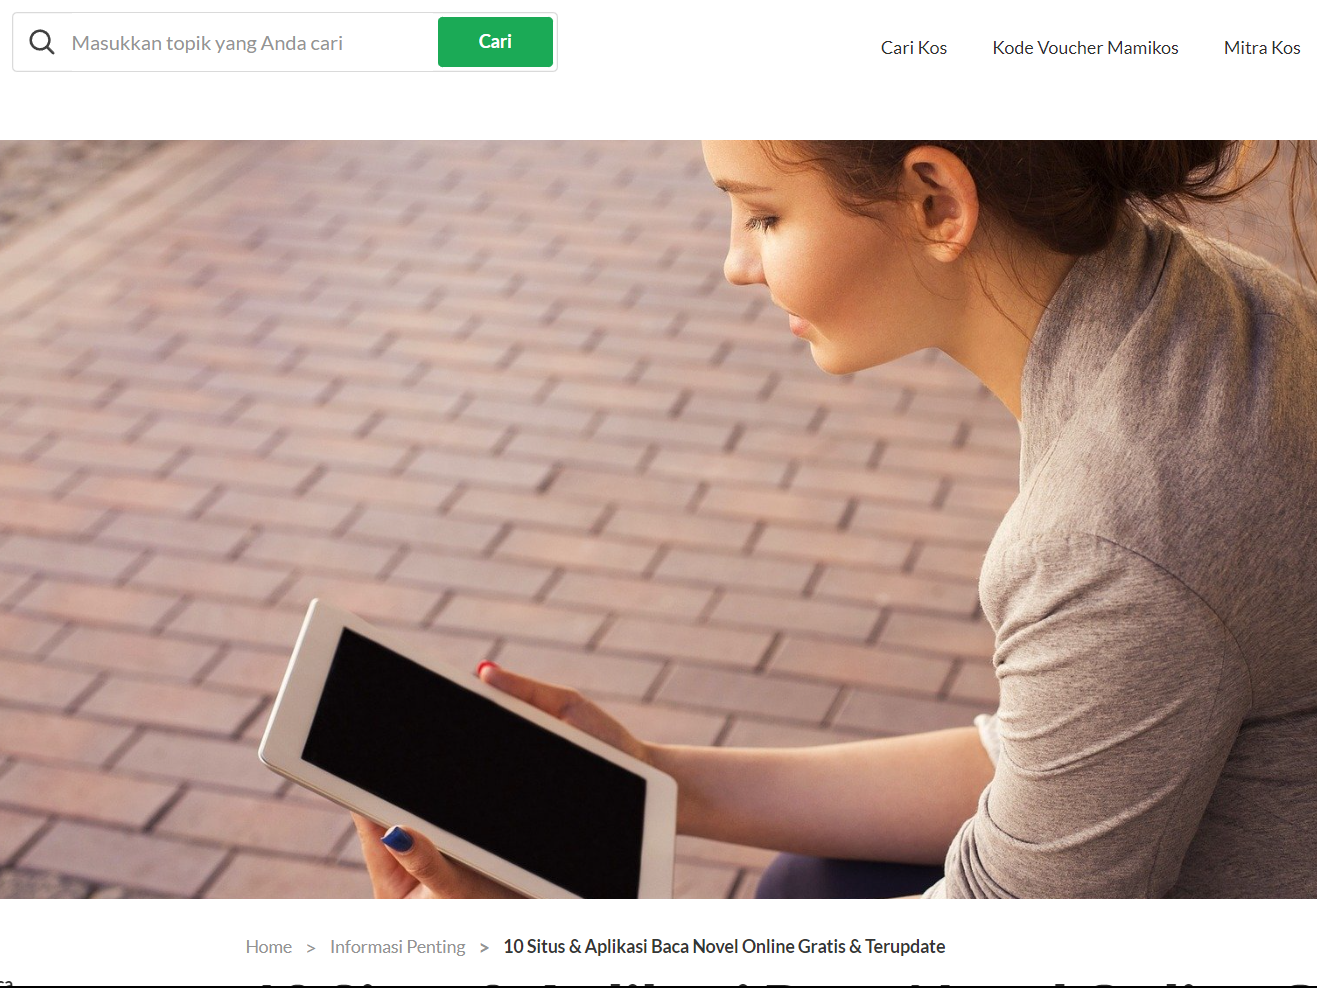 Masukkan topik yang Anda cari
Cari
Cari Kos
Kode Voucher Mamikos
Mitra Kos
Home > Informasi Penting > 10 Situs & Aplikasi Baca Novel Online Gratis & Terupdate